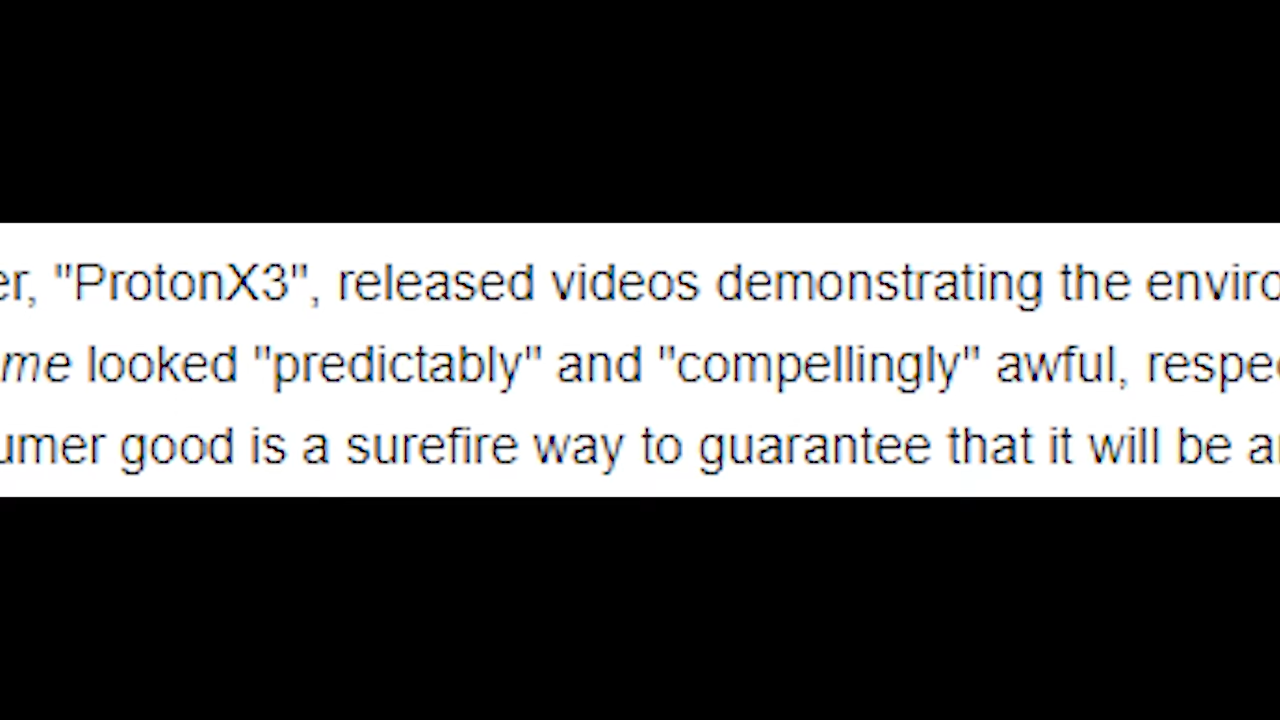 er, "ProtonX3", released videos demonstrating the enviro
me looked "predictably" and "compellingly" awful, respec
umer good is a surefire way to guarantee that it will be a